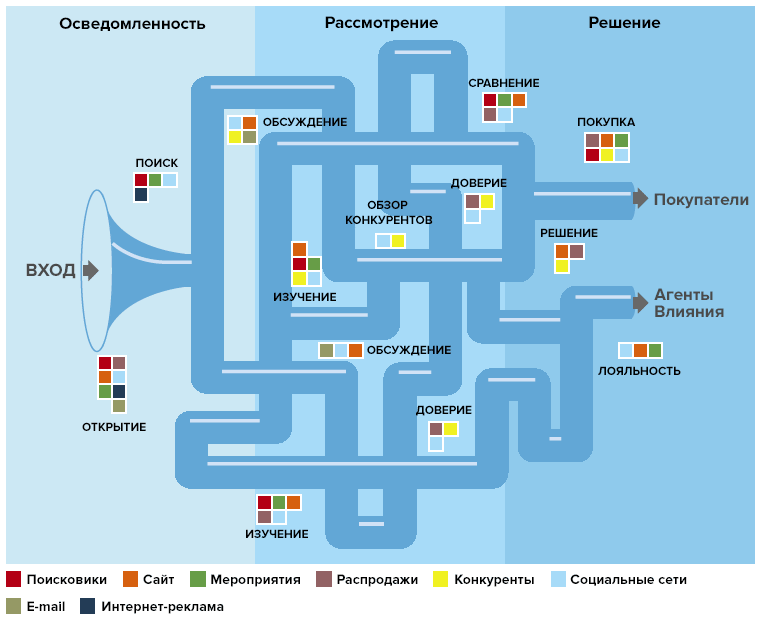 Осведомленность
Рассмотрение
Решение
СРАВНЕНИЕ
ОБСУЖДЕНИЕ
ПОКУПКА
ПОИСК
ДОВЕРИЕ
Покупатели
ОБЗОР
КОНКУРЕНТОВ
РЕШЕНИЕ
ВХОД
ИЗУЧЕНИЕ
Агенты
Влияния
ОБСУЖДЕНИЕ
ЛОЯЛЬНОСТЬ
ДОВЕРИЕ
ОТКРЫТИЕ
ИЗУЧЕНИЕ
Поисковики
Сайт
Мероприятия
Распродажи
Конкуренты
Социальные сети
E-mail
Интернет-реклама